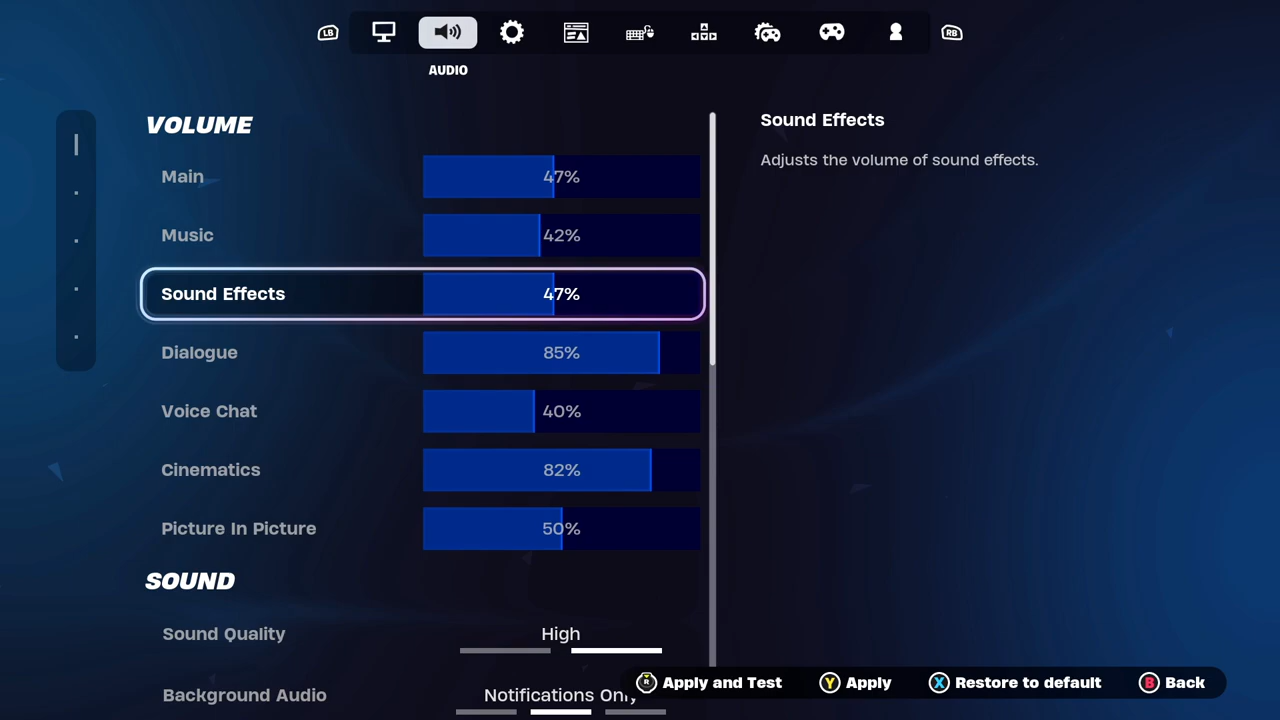 LB
RB
AUDIO
VOLUME
Main 47%
Music 42%
Sound Effects 47%
Dialogue 85%
Voice Chat 40%
Cinematics 82%
Picture In Picture 50%
SOUND
Sound Quality High
Background Audio Notifications Only
Sound Effects
Adjusts the volume of sound effects.
R Apply and Test Y Apply X Restore to default B Back